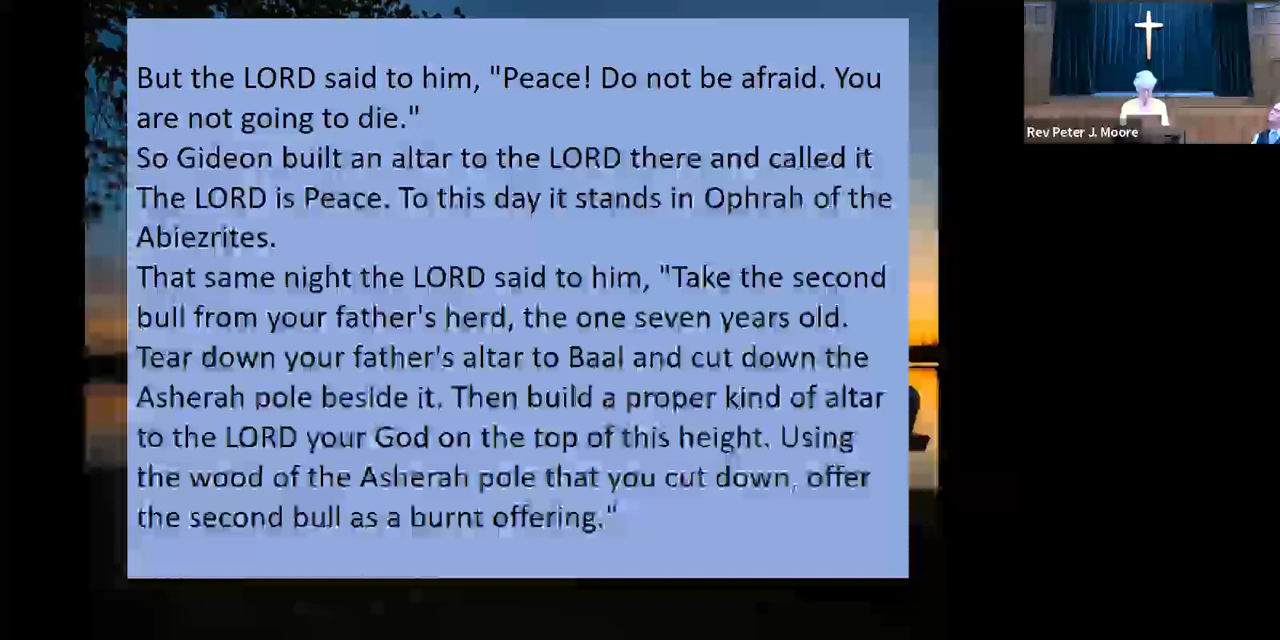 But the LORD said to him, "Peace! Do not be afraid. You
are not going to die."
So Gideon built an altar to the LORD there and called it
The LORD is Peace. To this day it stands in Ophrah of the
Abiezrites.
That same night the LORD said to him, "Take the second
bull from your father's herd, the one seven years old.
Tear down your father's altar to Baal and cut down the
Asherah pole beside it. Then build a proper kind of altar
to the LORD your God on the top of this height. Using
the wood of the Asherah pole that you cut down, offer
the second bull as a burnt offering."
Rev Peter J. Moore